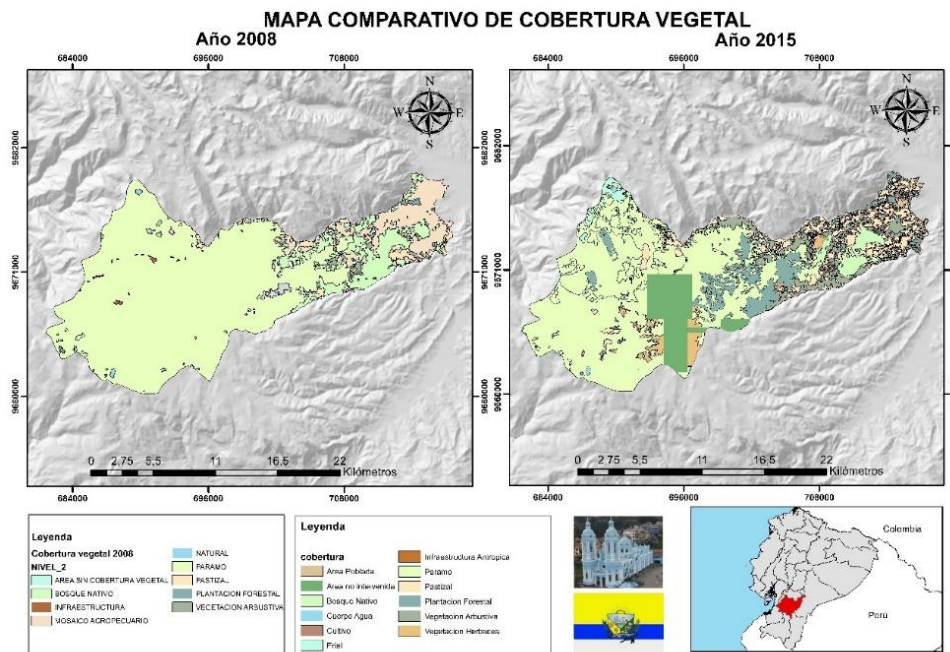 MAPA COMPARATIVO DE COBERTURA VEGETAL
Año 2008
Año 2015
684000 696000 708000
684000 696000 708000
N
W E
S
N
W E
S
9682000
9671000
9660000
9682000
9671000
9660000
9682000
9671000
9660000
0 2.75 5.5 11 16.5 22
Kilómetros
0 2.75 5.5 11 16.5 22
Kilómetros
684000 696000 708000
684000 696000 708000
Leyenda
Cobertura vegetal 2008
NIVEL_2
AREA SIN COBERTURA VEGETAL
BOSQUE NATIVO
INFRAESTRUCTURA
MOSAICO AGROPECUARIO
NATURAL
PARAMO
PASTIZAL
PLANTACION FORESTAL
VEGETACION ARBUSTIVA
Leyenda
cobertura
Area Poblada
Area no intervenida
Bosque Nativo
Cuerpo Agua
Cultivo
Erial
Infraestructura Antropica
Paramo
Pastizal
Plantacion Forestal
Vegetacion Arbustiva
Vegetacion Herbacea
Colombia
Perú